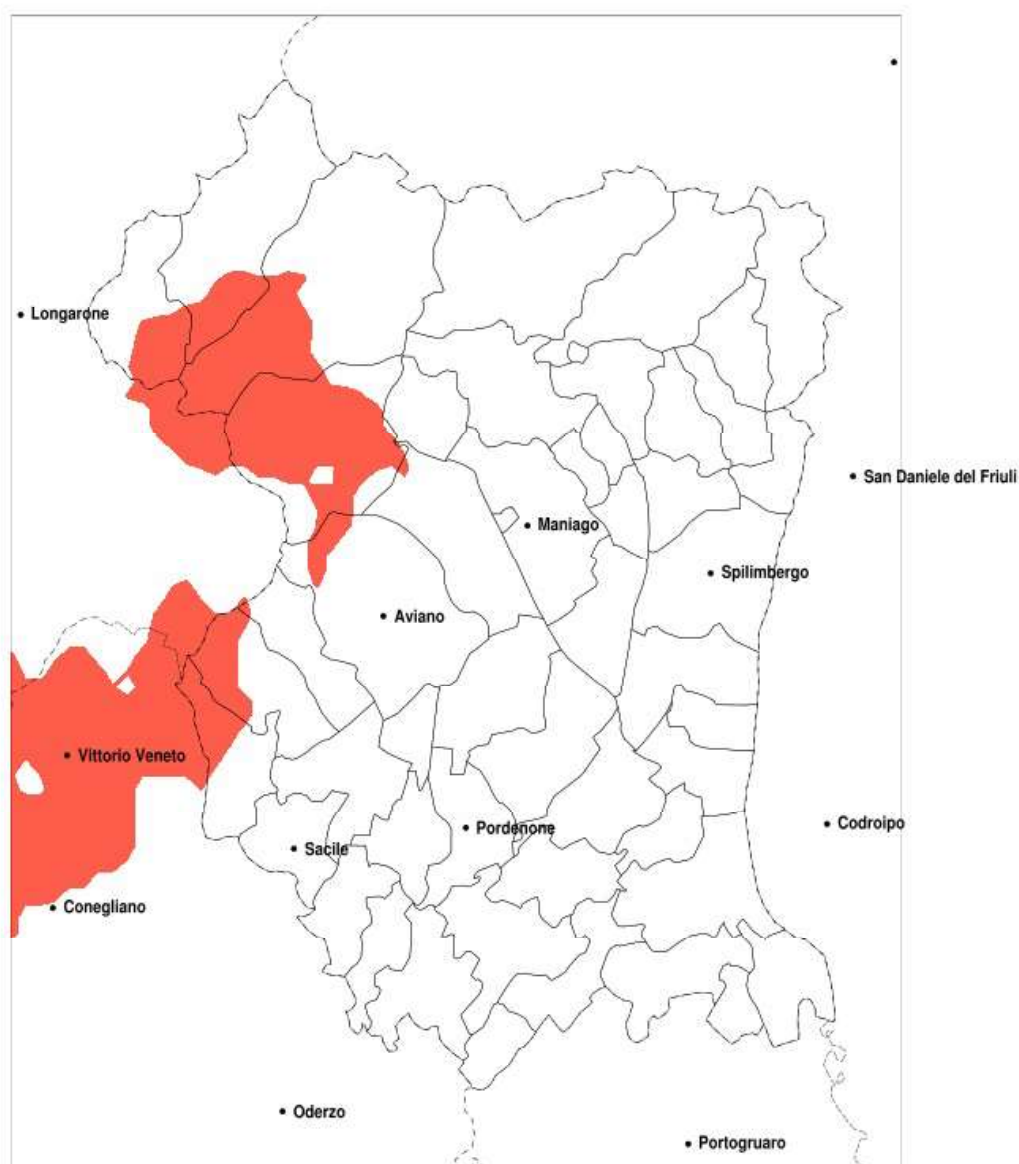 Longarone
San Daniele del Friuli
Maniago
Spilimbergo
Aviano
Vittorio Veneto
Codroipo
Pordenone
Sacile
Conegliano
Oderzo
Portogruaro